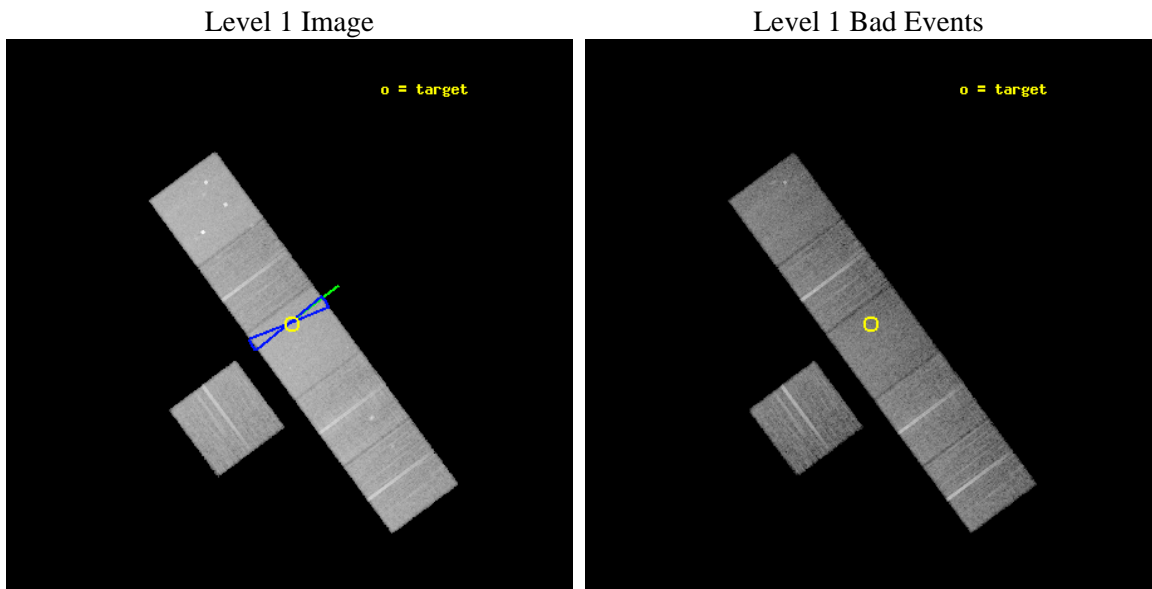 Level 1 Image
Level 1 Bad Events
o = target
o = target